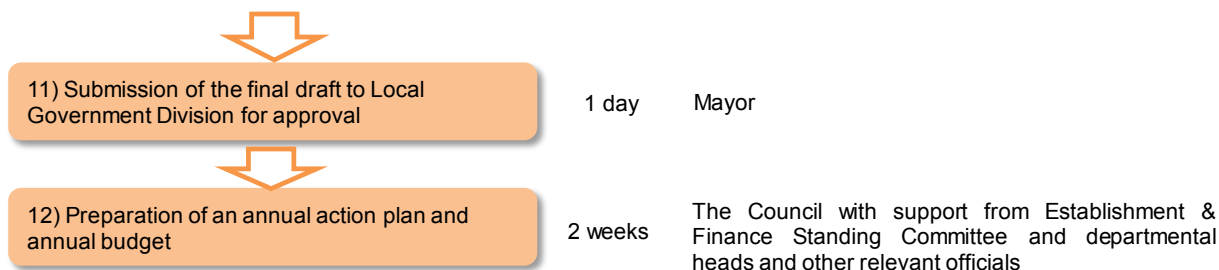 11) Submission of the final draft to Local
Government Division for approval
1 day
Mayor
12) Preparation of an annual action plan and
annual budget
2 weeks
The Council with support from Establishment &
Finance Standing Committee and departmental
heads and other relevant officials